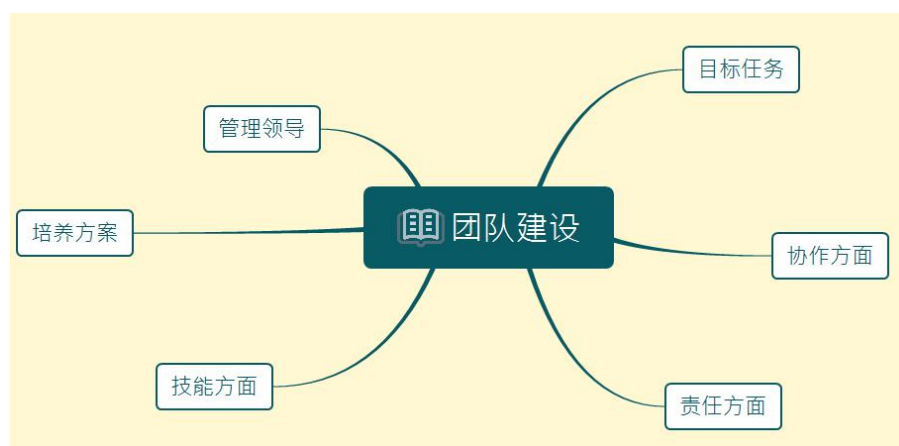 目标任务
管理领导
团队建设
培养方案
协作方面
技能方面
责任方面